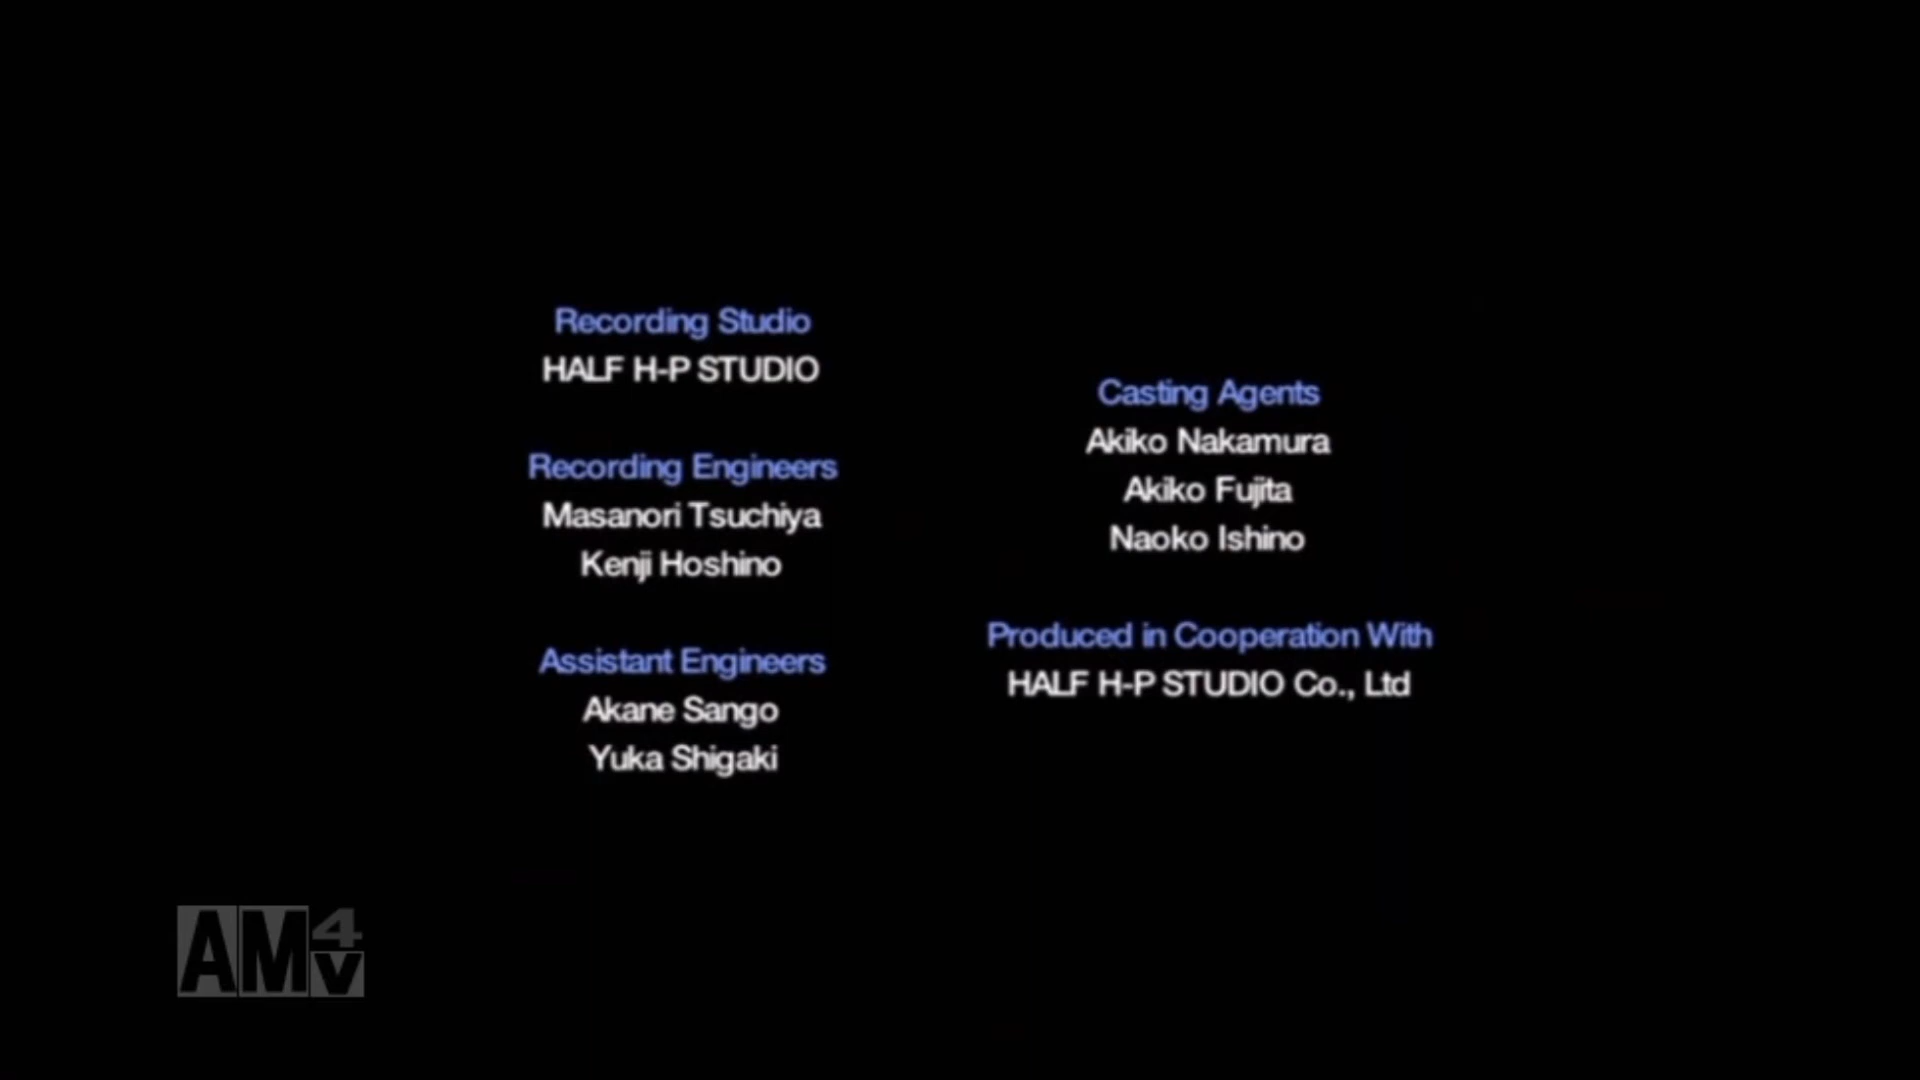 Recording Studio
HALF H-P STUDIO
Recording Engineers
Masanori Tsuchiya
Kenji Hoshino
Assistant Engineers
Akane Sango
Yuka Shigaki
Casting Agents
Akiko Nakamura
Akiko Fujita
Naoko Ishino
Produced in Cooperation With
HALF H-P STUDIO Co., Ltd
AM4V